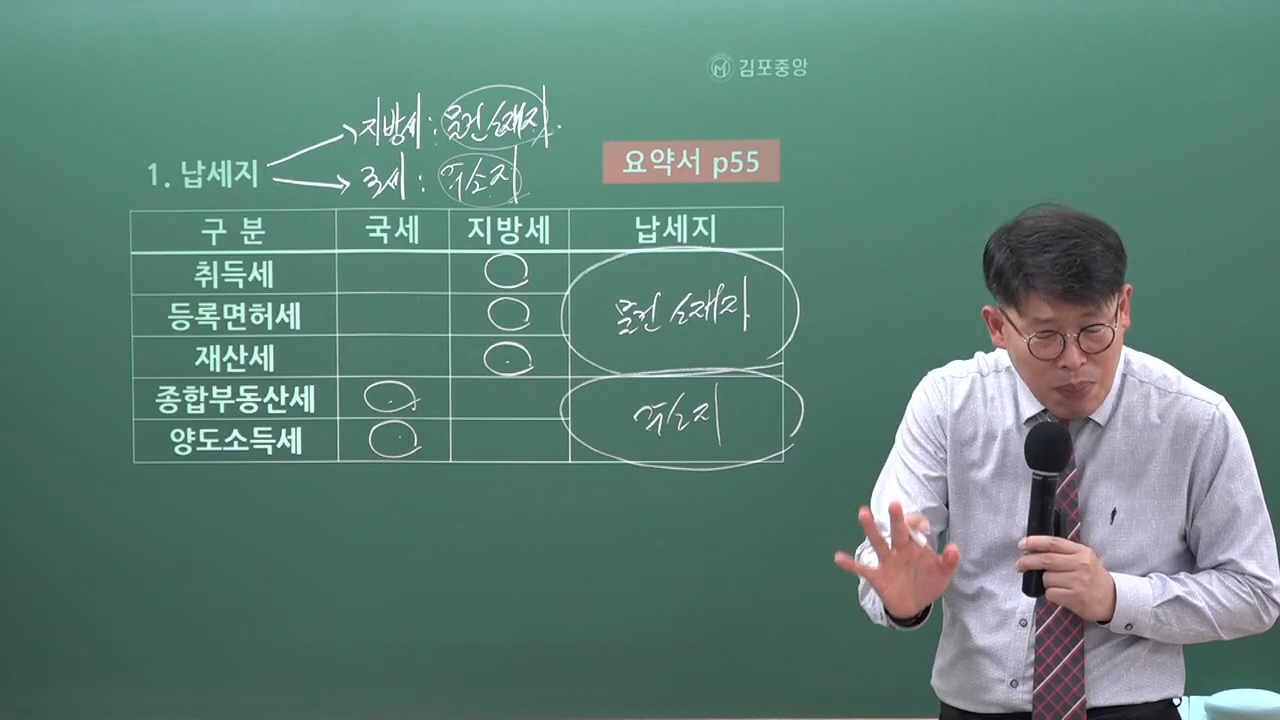 김포중앙
지방세 : 물건 소재지
1. 납세지
국세 : 주소지
요약서 p55
구 분 국세 지방세 납세지
취득세
등록면허세
재산세
물건 소재지
종합부동산세
양도소득세
주소지